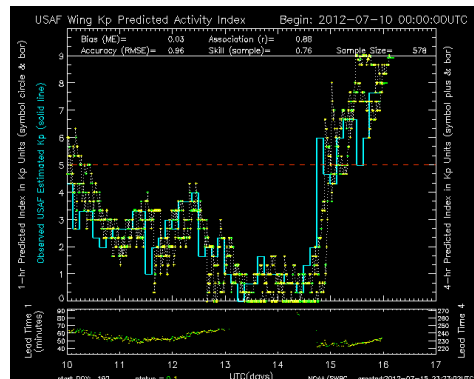 USAF Wing Kp Predicted Activity Index Begin: 2012-07-10 00:00:00UTC
Bias (ME)= 0.03 Association (r)= 0.88
Accuracy (RMSE)= 0.96 Skill (sample)= 0.76 Sample Size= 578
1-hr Predicted Index in Kp Units (symbol circle & bar)
Observed USAF Estimated Kp (solid line)
9
8
7
6
5
4
3
2
1
0
4-hr Predicted Index in Kp Units (symbol plus & bar)
Lead Time 1
(minutes)
90
80
70
60
50
40
30
Lead Time 4
270
260
250
240
230
220
10 11 12 13 14 15 16 17
UTC(days)
start DOY= 192 status =